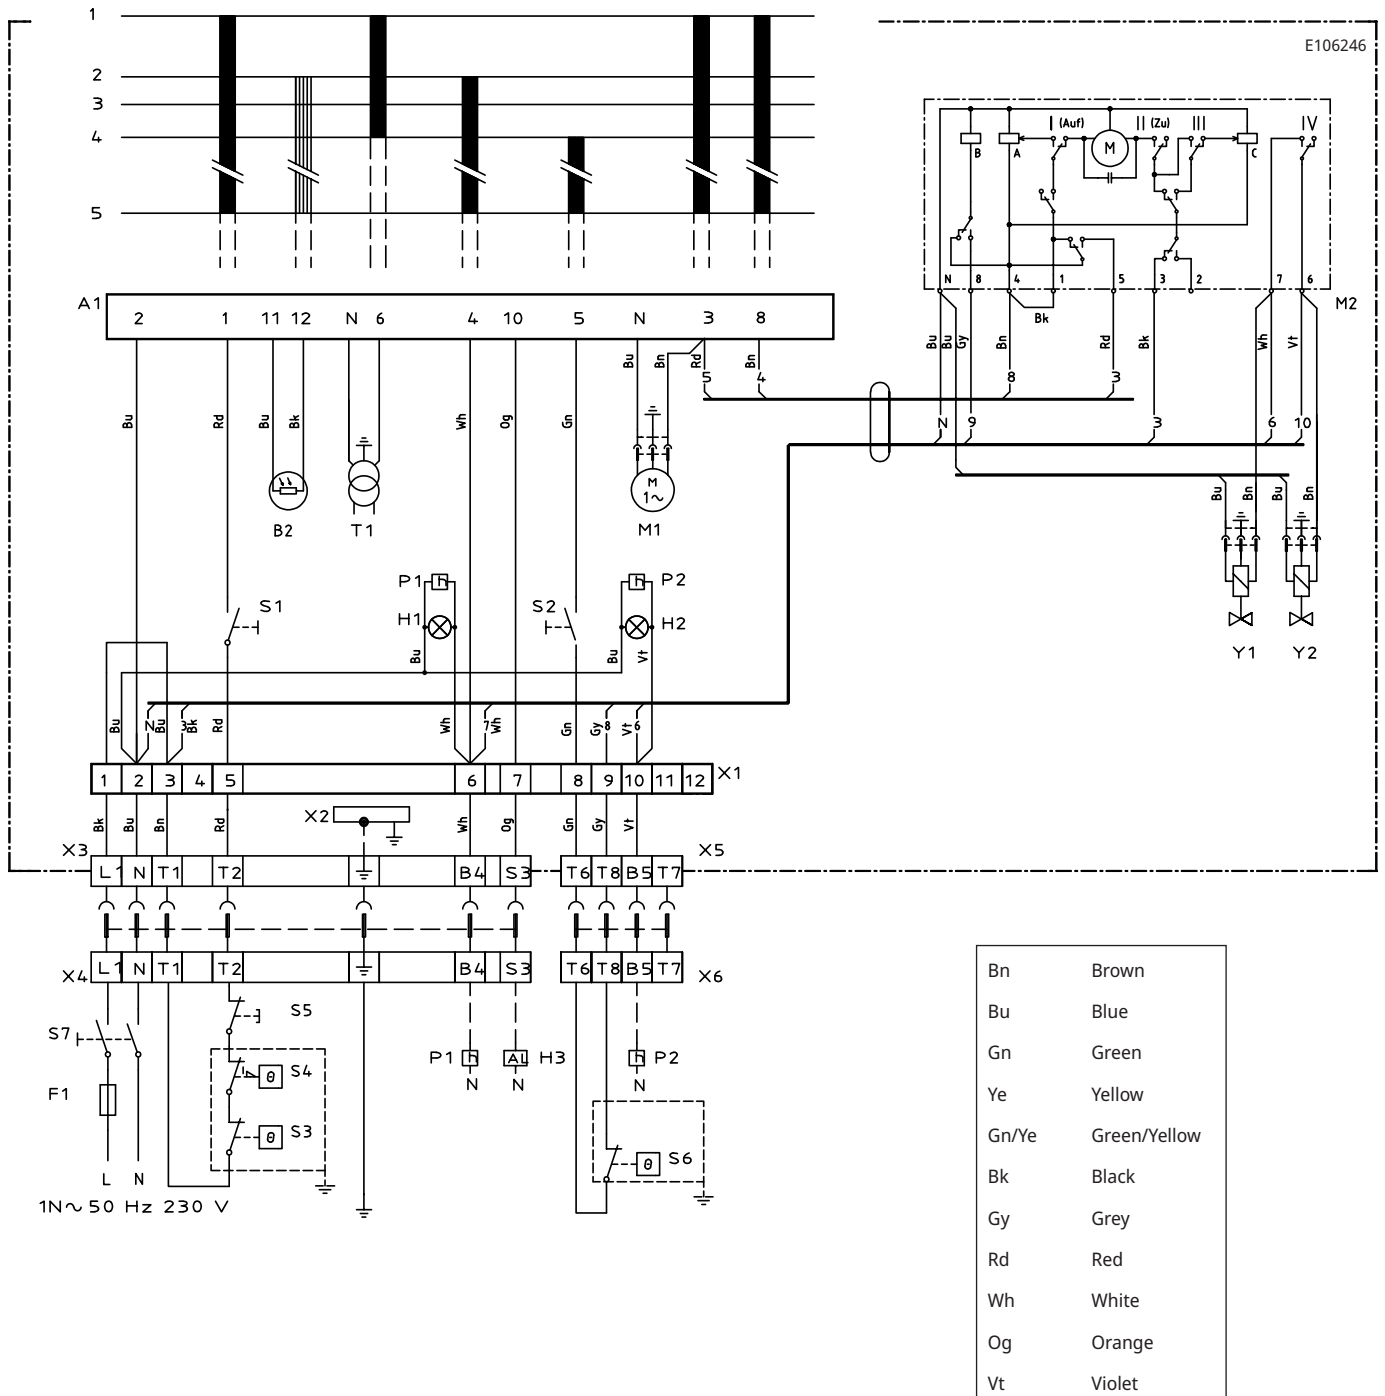 1
E106246
2
3
4
5
I (Auf) II (Zu) III IV
M
B A C
N 8 4 1 5 3 2 7 6
M2
Bk
A1
2 1 11 12 N 6 4 10 5 N 3 8
Bu Bn Rd Bn
5 4
Bu Bu Gy Bn Rd Bk Wh Vt
8 3
Bu Rd Bu Bk Wh Og Gn
N 9 3 6 10
M
1~
Bu Bn Bu Bn
B2 T1 M1
P1 h h P2
S1 H1 S2 H2
Bu Bu Vt
Y1 Y2
Bu N Bu 3 Bk Rd Wh 7 Wh Gn Gy 8 Vt 6
1 2 3 4 5 6 7 8 9 10 11 12 X1
X2
Bk Bu Bn Rd Wh Og Gn Gy Vt
X3 X5
L1 N T1 T2 B4 S3 T6 T8 B5 T7
X4 L1 N T1 T2 B4 S3 T6 T8 B5 T7 X6
S7 S5
P1 h AL H3 h P2
N N N
S4 θ
F1
S3 θ
S6 θ
L N
1N~50 Hz 230 V
Bn Brown
Bu Blue
Gn Green
Ye Yellow
Gn/Ye Green/Yellow
Bk Black
Gy Grey
Rd Red
Wh White
Og Orange
Vt Violet